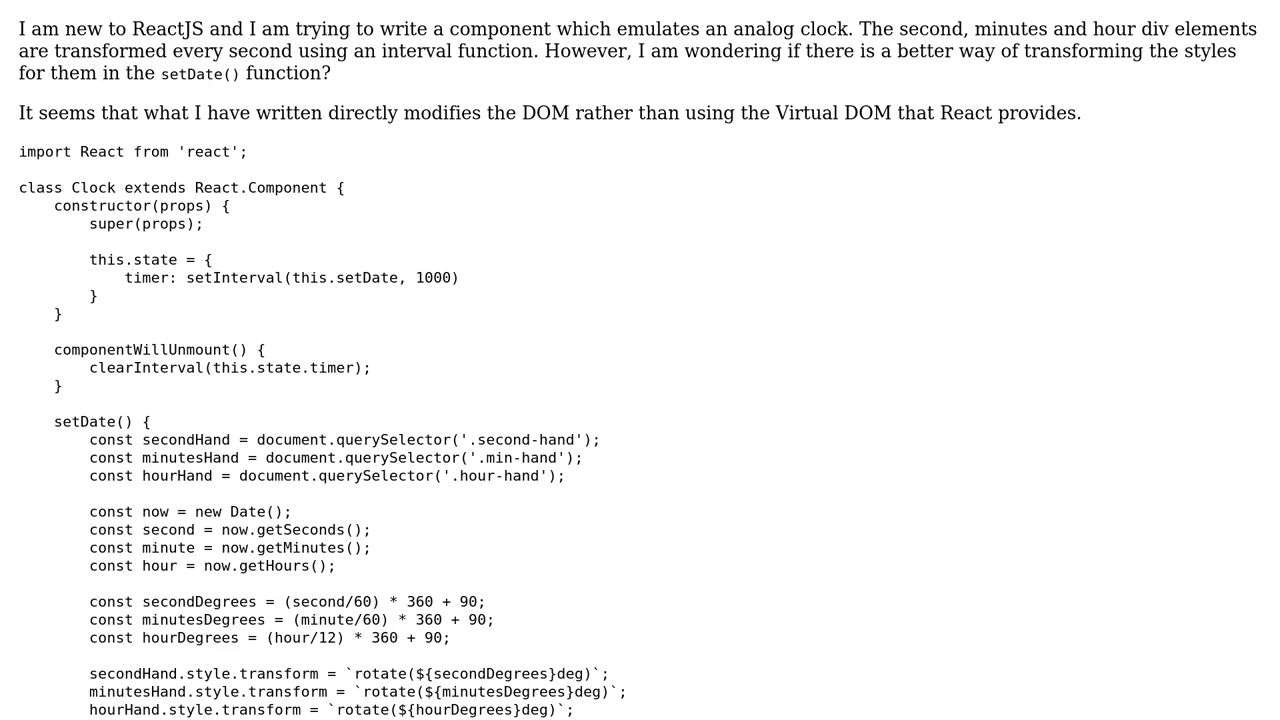 I am new to ReactJS and I am trying to write a component which emulates an analog clock. The second, minutes and hour div elements
are transformed every second using an interval function. However, I am wondering if there is a better way of transforming the styles
for them in the setDate() function?
It seems that what I have written directly modifies the DOM rather than using the Virtual DOM that React provides.
import React from 'react';
class Clock extends React.Component {
    constructor(props) {
        super(props);
        this.state = {
            timer: setInterval(this.setDate, 1000)
        }
    }
    componentWillUnmount() {
        clearInterval(this.state.timer);
    }
    setDate() {
        const secondHand = document.querySelector('.second-hand');
        const minutesHand = document.querySelector('.min-hand');
        const hourHand = document.querySelector('.hour-hand');
        const now = new Date();
        const second = now.getSeconds();
        const minute = now.getMinutes();
        const hour = now.getHours();
        const secondDegrees = (second/60) * 360 + 90;
        const minutesDegrees = (minute/60) * 360 + 90;
        const hourDegrees = (hour/12) * 360 + 90;
        secondHand.style.transform = `rotate(${secondDegrees}deg)`;
        minutesHand.style.transform = `rotate(${minutesDegrees}deg)`;
        hourHand.style.transform = `rotate(${hourDegrees}deg)`;